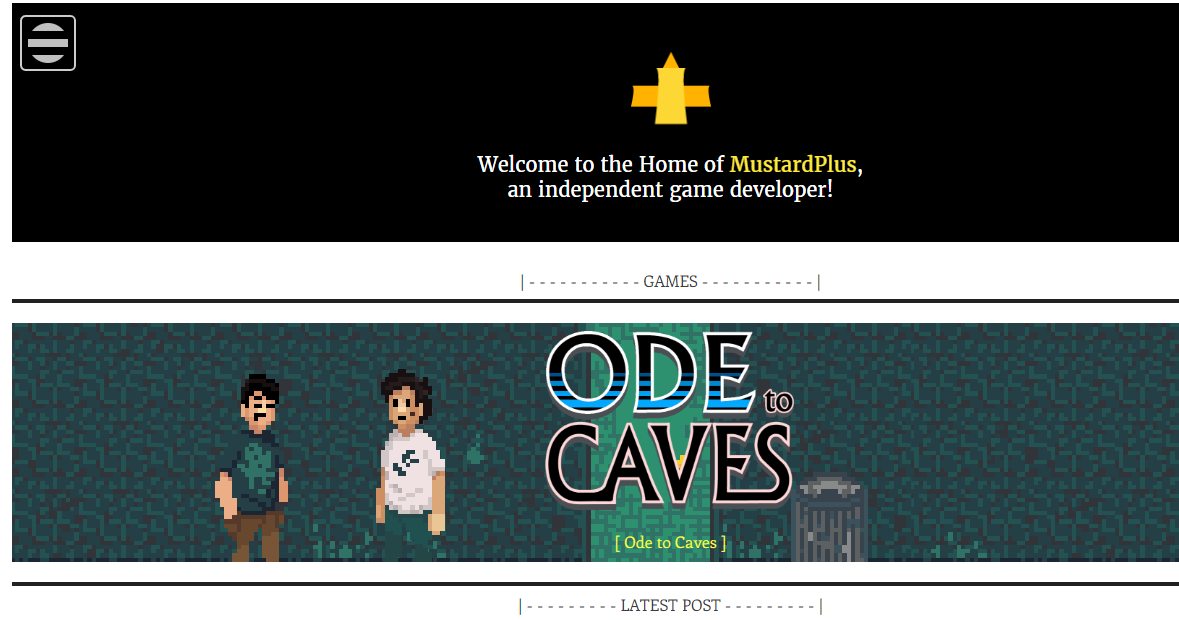 Welcome to the Home of MustardPlus,
an independent game developer!
| - - - - - - - - - - - GAMES - - - - - - - - - - - |
ODE to
CAVES
[ Ode to Caves ]
| - - - - - - - - - LATEST POST - - - - - - - - - |